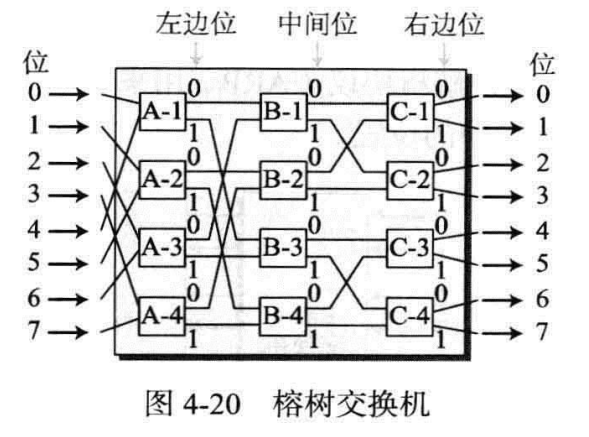 左边位 中间位 右边位
位 位
0 0 0 0 0
A-1 B-1 C-1
1 1 1 1 1
0 0 0
A-2 B-2 C-2
2 1 1 1 2
3 3
0 0 0
A-3 B-3 C-3
4 4
5 1 1 1 5
0 0 0
6 6
A-4 B-4 C-4
7 1 1 1 7
图 4-20 榕树交换机